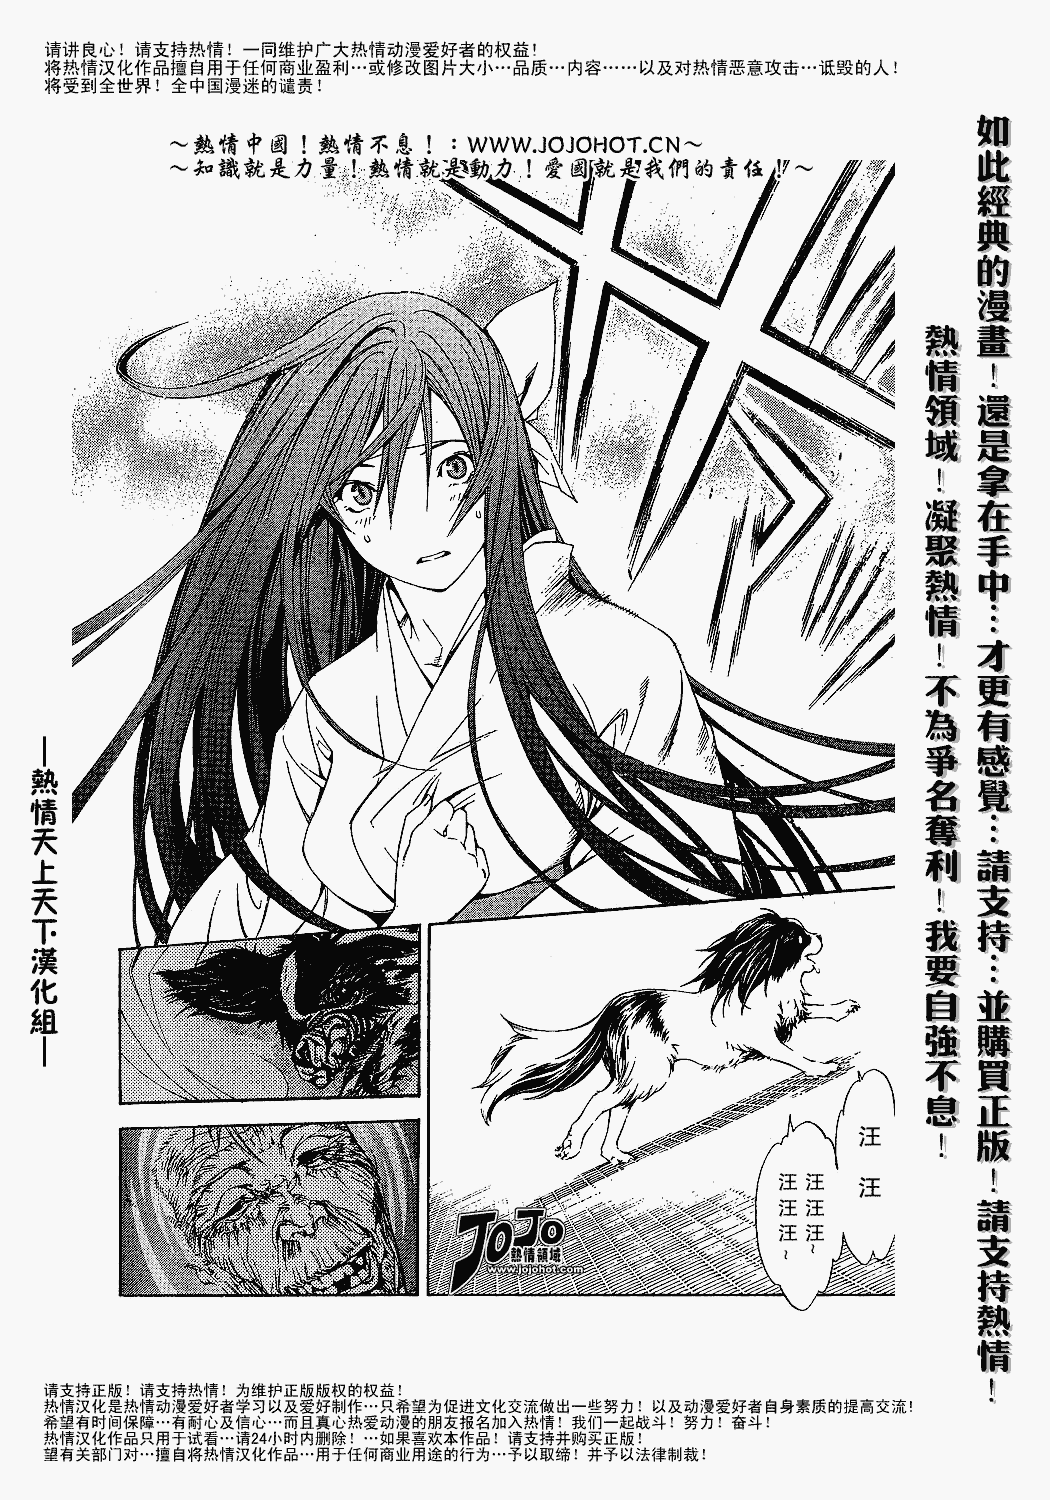 请讲良心！请支持热情！一同维护广大热情动漫爱好者的权益！
将热情汉化作品擅自用于任何商业盈利…或修改图片大小…品质…内容……以及对热情恶意攻击…诋毁的人！
将受到全世界！全中国漫迷的谴责！
～熱情中國！熱情不息！：WWW.JOJOHOT.CN～
～知識就是力量！熱情就是動力！愛國就是我們的責任！～
如此經典的漫畫！還是拿在手中…才更有感覺…請支持…並購買正版！請支持熱情！
熱情領域！凝聚熱情！不為爭名奪利！我要自強不息！
—熱情天上天下漢化組—
汪 汪
汪汪汪~
汪汪汪~
JOJO
熱情領域
www.jojohot.com
请支持正版！请支持热情！为维护正版版权的权益！
热情汉化是热情动漫爱好者学习以及爱好制作…只希望为促进文化交流做出一些努力！以及动漫爱好者自身素质的提高交流！
希望有时间保障…有耐心及信心…而且真心热爱动漫的朋友报名加入热情！我们一起战斗！努力！奋斗！
热情汉化作品只用于试看…请24小时内删除！…如果喜欢本作品！请支持并购买正版！
望有关部门对…擅自将热情汉化作品…用于任何商业用途的行为…予以取缔！并予以法律制裁！